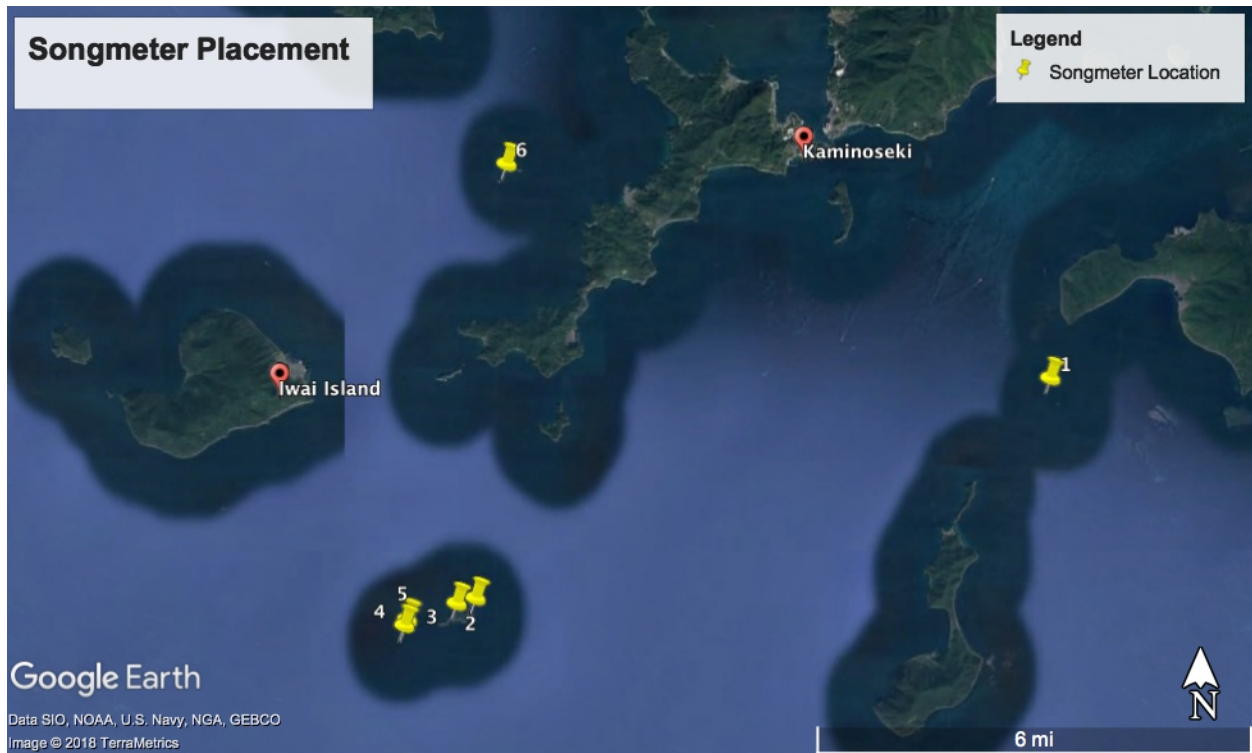 Songmeter Placement
Legend
Songmeter Location
6
Kaminoseki
1
Iwai Island
5
4
3
2
Google Earth
N
Data SIO, NOAA, U.S. Navy, NGA, GEBCO
Image © 2018 TerraMetrics
6 mi